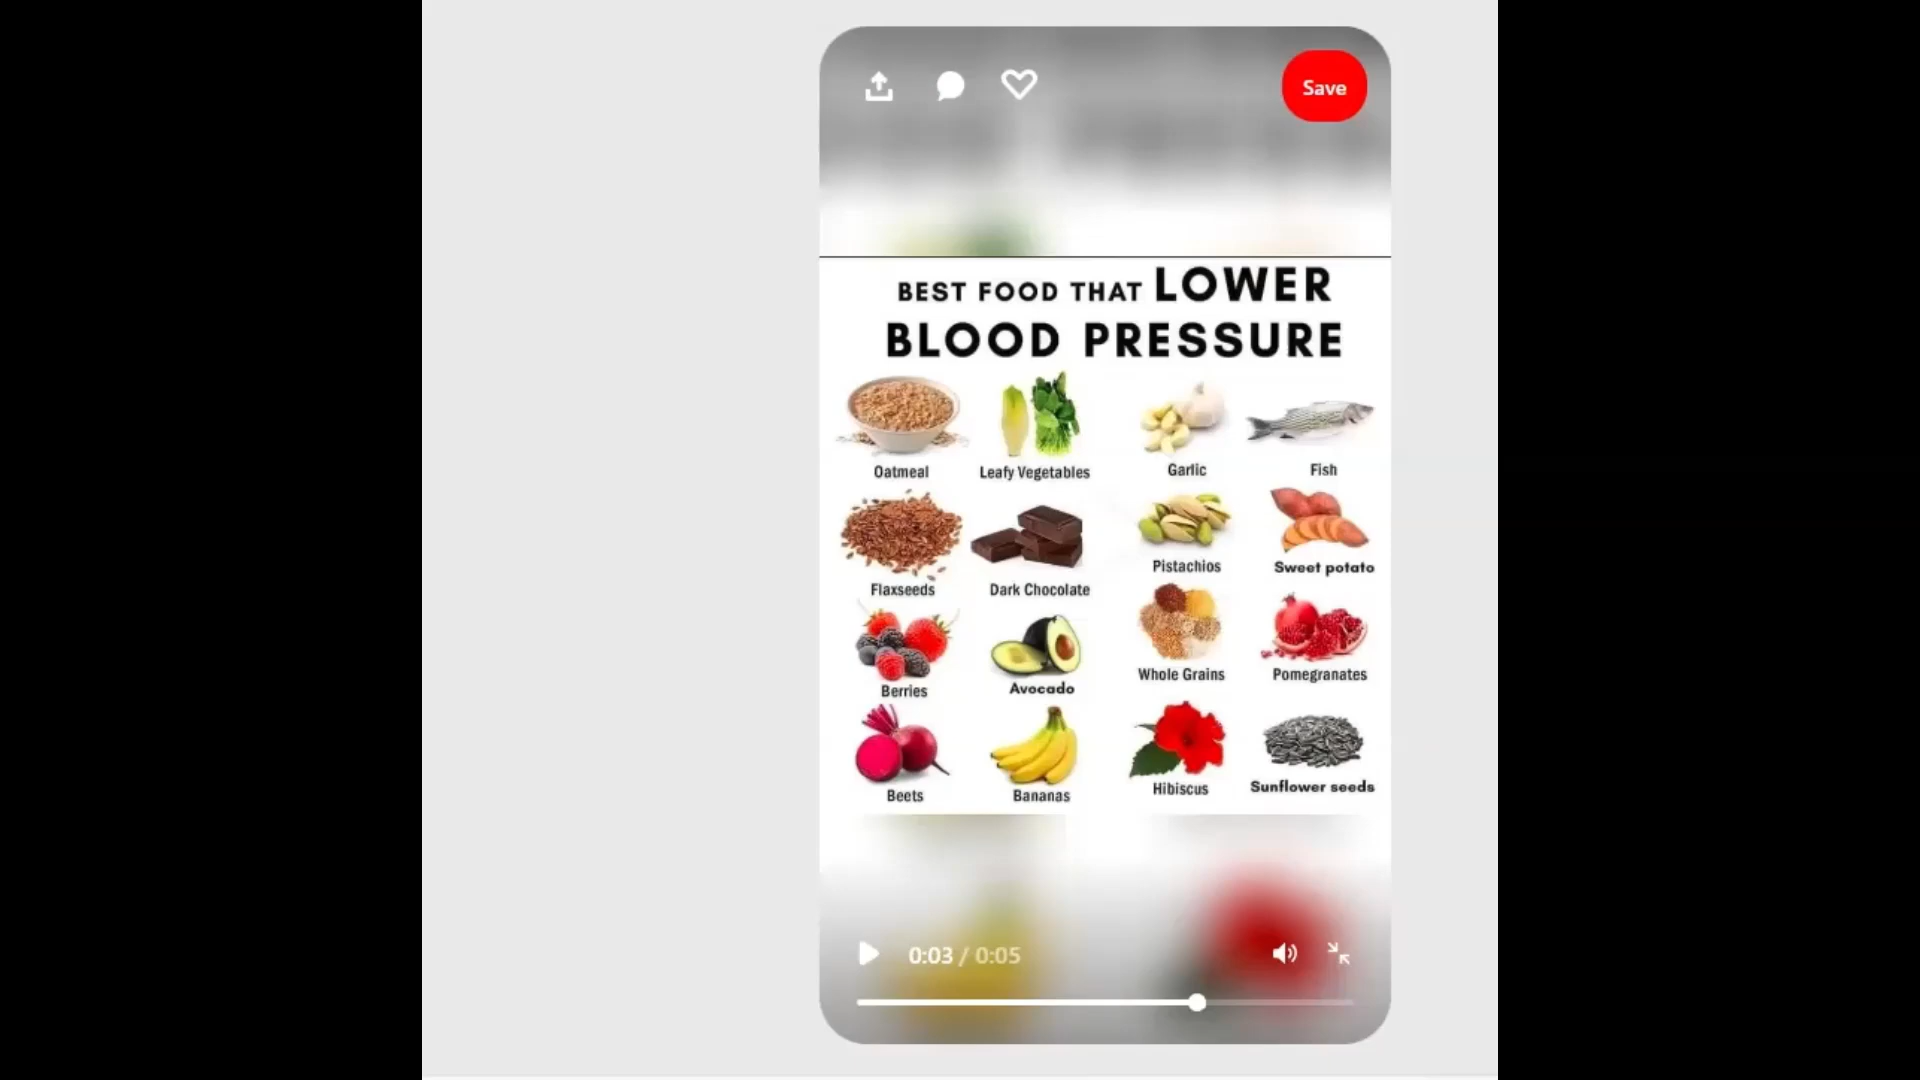 Save
BEST FOOD THAT LOWER
BLOOD PRESSURE
Oatmeal
Leafy Vegetables
Garlic
Fish
Flaxseeds
Dark Chocolate
Pistachios
Sweet potato
Berries
Avocado
Whole Grains
Pomegranates
Beets
Bananas
Hibiscus
Sunflower seeds
0:03 / 0:05